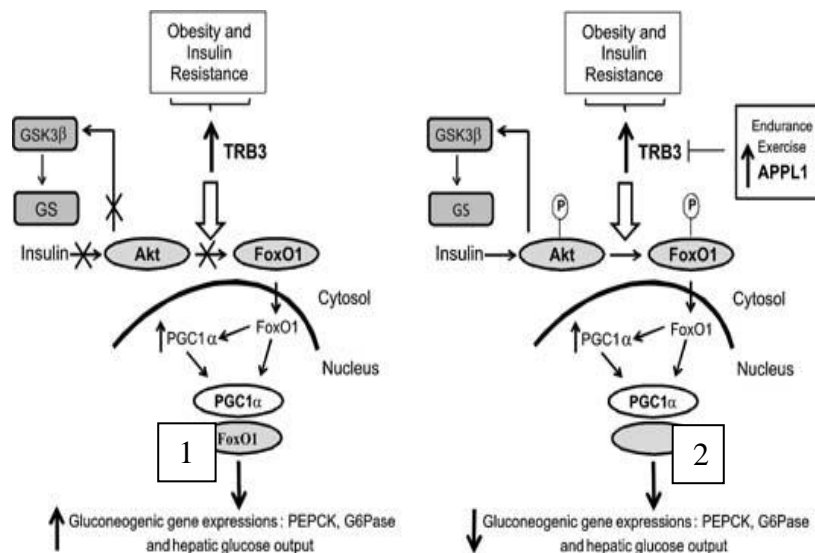 Obesity and
Insulin
Resistance
GSK3β
TRB3
GS
Insulin
Akt
FoxO1
Cytosol
PGC1α
FoxO1
Nucleus
PGC1α
1
FoxO1
Gluconeogenic gene expressions : PEPCK, G6Pase
and hepatic glucose output
Obesity and
Insulin
Resistance
GSK3β
TRB3
Endurance
Exercise
APPL1
GS
P
P
Insulin
Akt
FoxO1
Cytosol
PGC1α
FoxO1
Nucleus
PGC1α
2
Gluconeogenic gene expressions : PEPCK, G6Pase
and hepatic glucose output